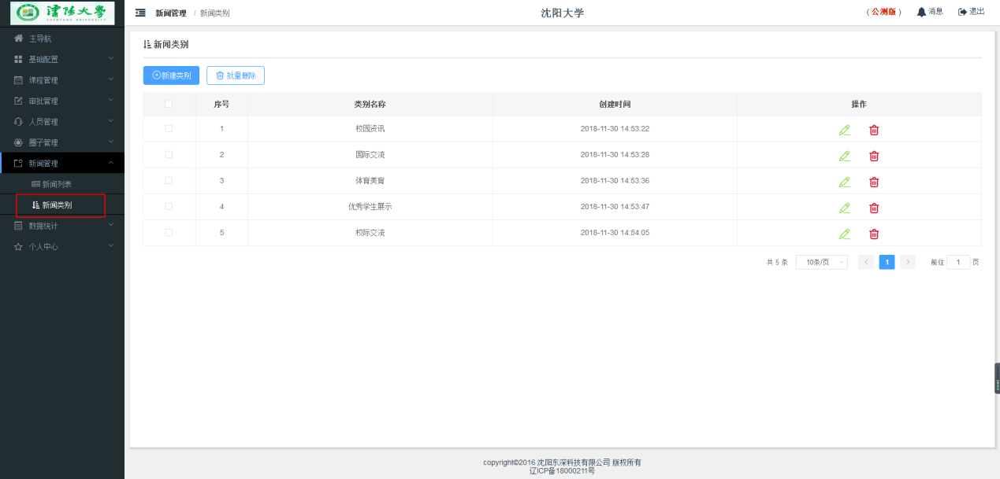 沈阳大学
SHENYANG UNIVERSITY
新闻管理 / 新闻类别
沈阳大学
（公测版）
消息
退出
主导航
基础配置
课程管理
审批管理
人员管理
圈子管理
新闻管理
新闻列表
新闻类别
数据统计
个人中心
新闻类别
新建类别
批量删除
序号 类别名称 创建时间 操作
1 校园资讯 2018-11-30 14:53:22
2 国际交流 2018-11-30 14:53:28
3 体育美育 2018-11-30 14:53:36
4 优秀学生展示 2018-11-30 14:53:47
5 校际交流 2018-11-30 14:54:05
共 5 条 10条/页 1 前往 1 页
copyright©2016 沈阳东深科技有限公司 版权所有
辽ICP备18000211号